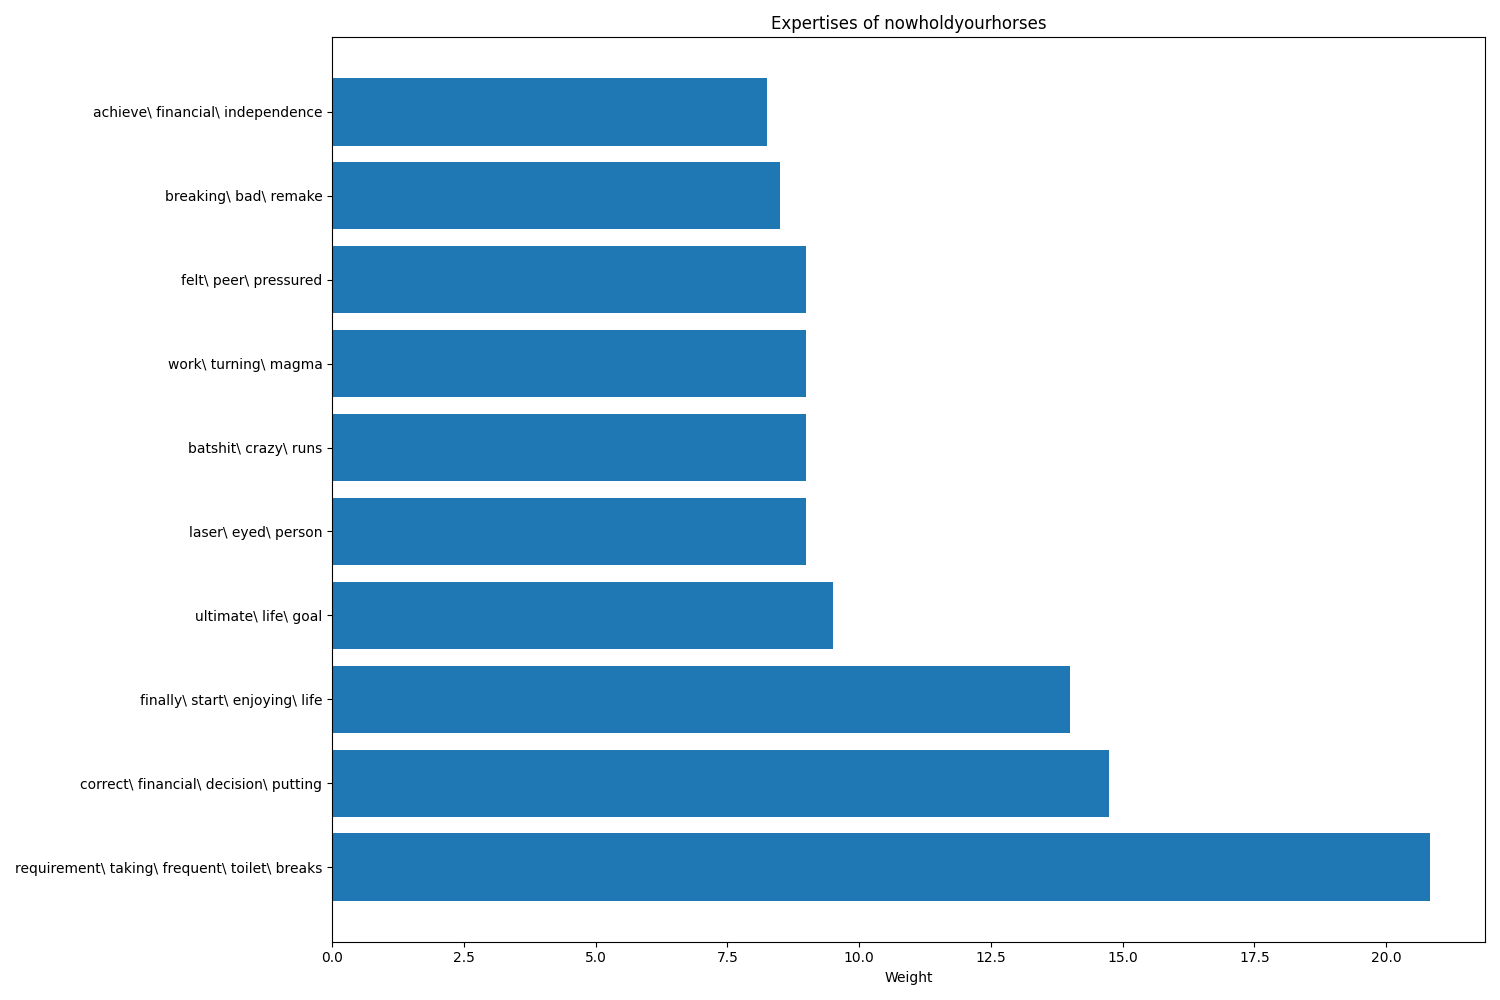 Expertises of nowholdyourhorses
achieve\ financial\ independence
breaking\ bad\ remake
felt\ peer\ pressured
work\ turning\ magma
batshit\ crazy\ runs
laser\ eyed\ person
ultimate\ life\ goal
finally\ start\ enjoying\ life
correct\ financial\ decision\ putting
requirement\ taking\ frequent\ toilet\ breaks
0.0 2.5 5.0 7.5 10.0 12.5 15.0 17.5 20.0
Weight